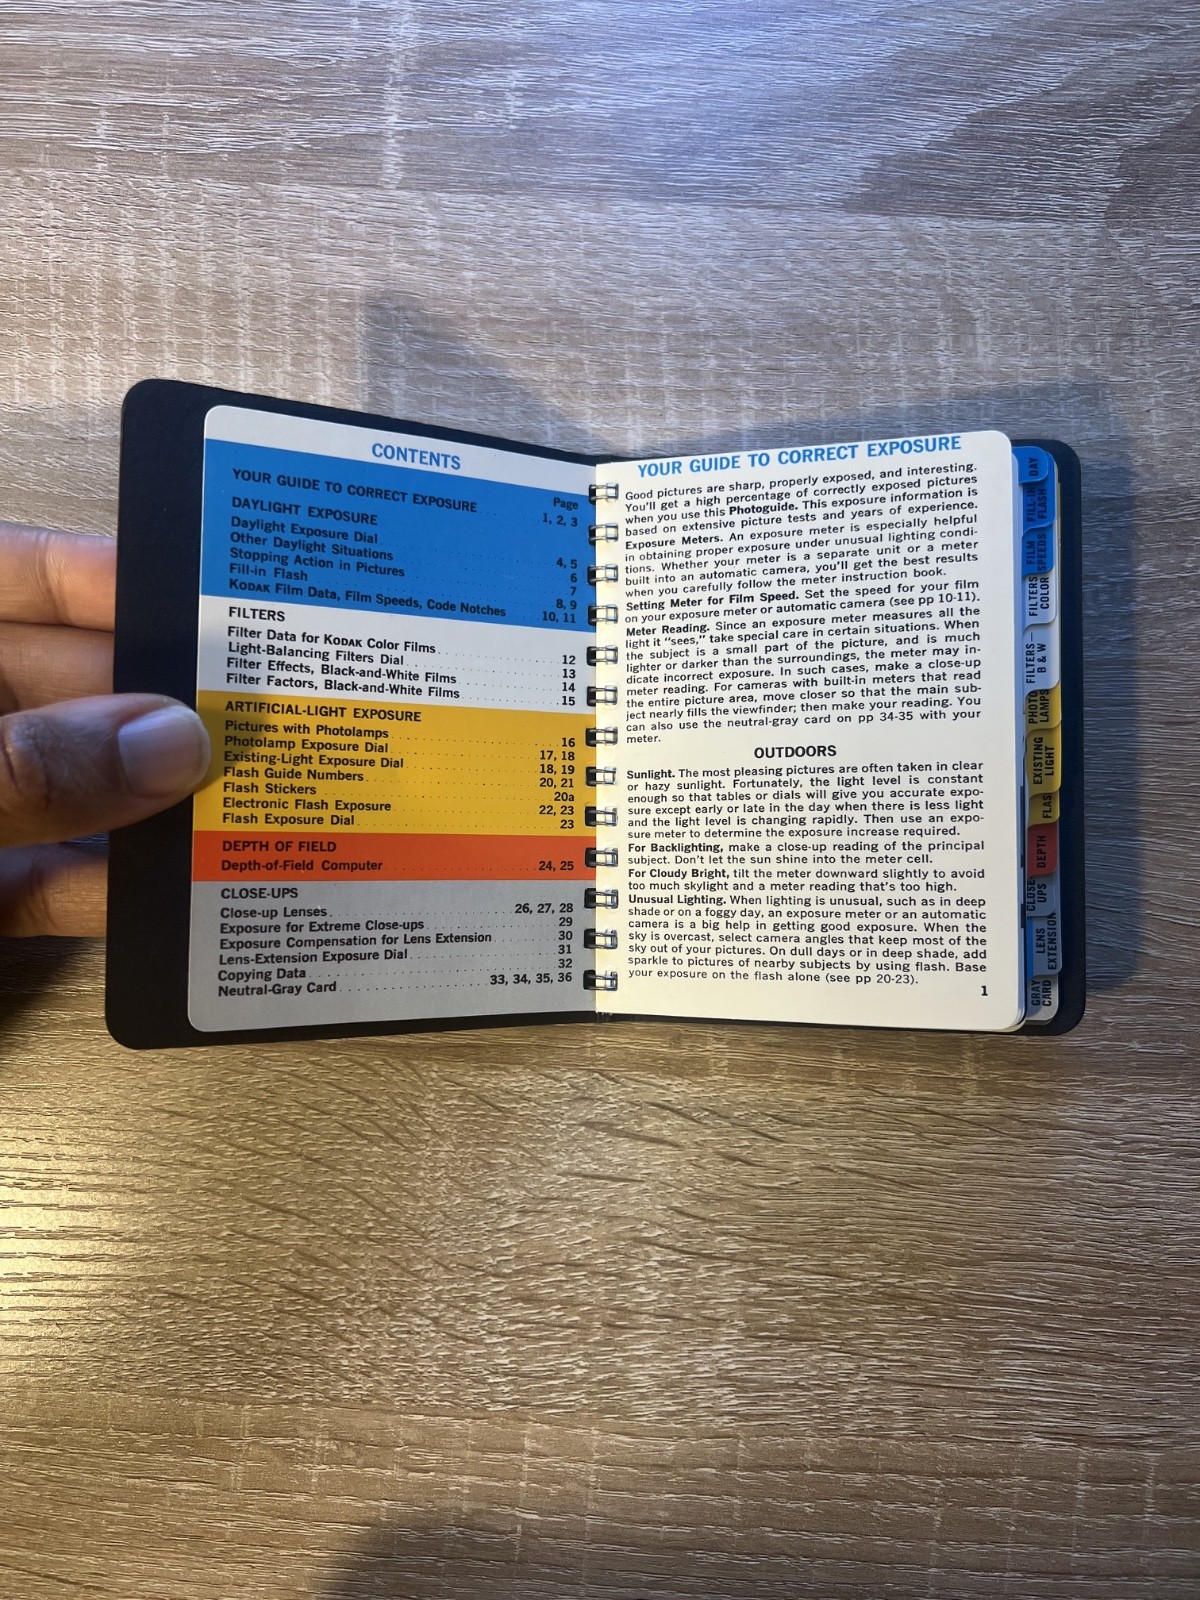 CONTENTS
Page
YOUR GUIDE TO CORRECT EXPOSURE 1, 2, 3
DAYLIGHT EXPOSURE
Daylight Exposure Dial 4, 5
Other Daylight Situations 6
Stopping Action in Pictures 7
Fill-in Flash 8, 9
KODAK Film Data, Film Speeds, Code Notches 10, 11
FILTERS
Filter Data for KODAK Color Films 12
Light-Balancing Filters Dial 13
Filter Effects, Black-and-White Films 14
Filter Factors, Black-and-White Films 15
ARTIFICIAL-LIGHT EXPOSURE
Pictures with Photolamps 16
Photolamp Exposure Dial 17, 18
Existing-Light Exposure Dial 18, 19
Flash Guide Numbers 20, 21
Flash Stickers 20a
Electronic Flash Exposure 22, 23
Flash Exposure Dial 23
DEPTH OF FIELD
Depth-of-Field Computer 24, 25
CLOSE-UPS
Close-up Lenses 26, 27, 28
Exposure for Extreme Close-ups 29
Exposure Compensation for Lens Extension 30
Lens-Extension Exposure Dial 31
Copying Data 32
Neutral-Gray Card 33, 34, 35, 36
YOUR GUIDE TO CORRECT EXPOSURE
Good pictures are sharp, properly exposed, and interesting.
You'll get a high percentage of correctly exposed pictures
when you use this Photoguide. This exposure information is
based on extensive picture tests and years of experience.
Exposure Meters. An exposure meter is especially helpful
in obtaining proper exposure under unusual lighting condi-
tions. Whether your meter is a separate unit or a meter
built into an automatic camera, you'll get the best results
when you carefully follow the meter instruction book.
Setting Meter for Film Speed. Set the speed for your film
on your exposure meter or automatic camera (see pp 10-11).
Meter Reading. Since an exposure meter measures all the
light it "sees," take special care in certain situations. When
the subject is a small part of the picture, and is much
lighter or darker than the surroundings, the meter may in-
dicate incorrect exposure. In such cases, make a close-up
meter reading. For cameras with built-in meters that read
the entire picture area, move closer so that the main sub-
ject nearly fills the viewfinder; then make your reading. You
can also use the neutral-gray card on pp 34-35 with your
meter.
OUTDOORS
Sunlight. The most pleasing pictures are often taken in clear
or hazy sunlight. Fortunately, the light level is constant
enough so that tables or dials will give you accurate expo-
sure except early or late in the day when there is less light
and the light level is changing rapidly. Then use an expo-
sure meter to determine the exposure increase required.
For Backlighting, make a close-up reading of the principal
subject. Don't let the sun shine into the meter cell.
For Cloudy Bright, tilt the meter downward slightly to avoid
too much skylight and a meter reading that's too high.
Unusual Lighting. When lighting is unusual, such as in deep
shade or on a foggy day, an exposure meter or an automatic
camera is a big help in getting good exposure. When the
sky is overcast, select camera angles that keep most of the
sky out of your pictures. On dull days or in deep shade, add
sparkle to pictures of nearby subjects by using flash. Base
your exposure on the flash alone (see pp 20-23).
1
DAY
FILL-IN
FLASH
FILM
SPEEDS
FILTERS
COLOR
FILTERS—
B & W
PHOTO
LAMPS
EXISTING
LIGHT
FLAS
DEPTH
CLOSE-
UPS
LENS
EXTENSION
GRAY
CARD